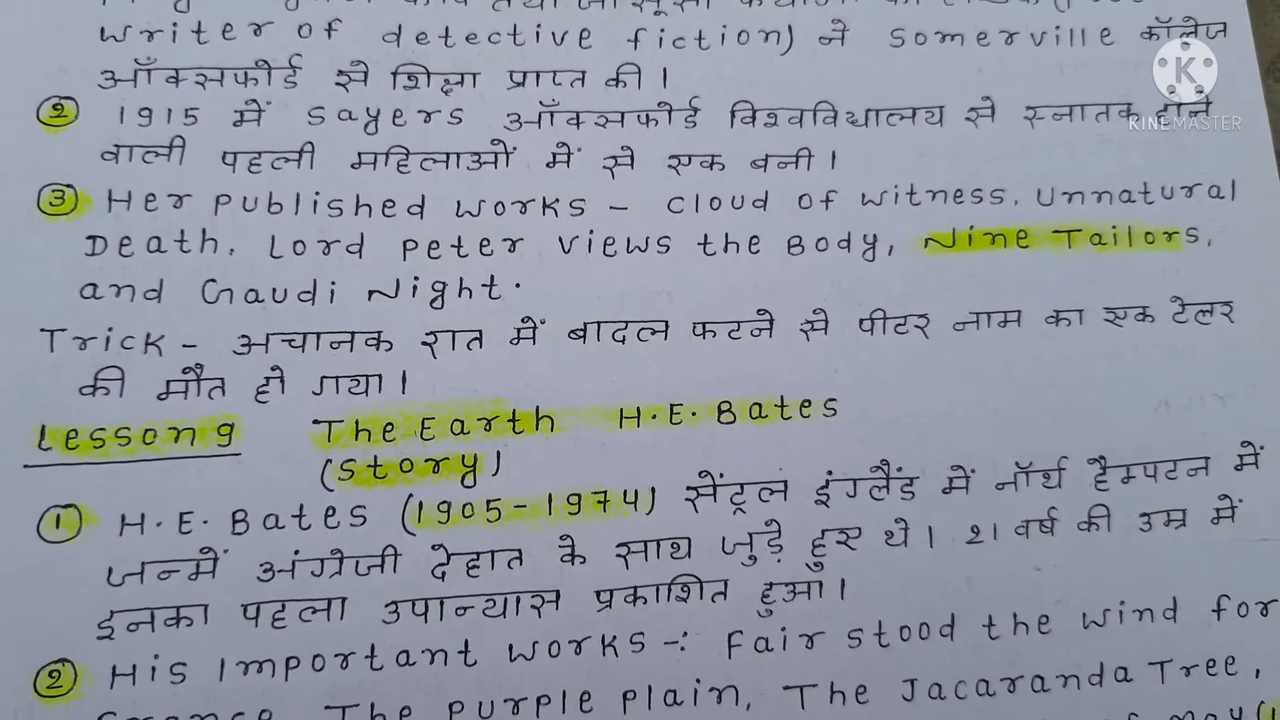 writer of detective fiction) ने Somerville कॉलेज
ऑक्सफोर्ड से शिक्षा प्राप्त की।
② 1915 में Sayers ऑक्सफोर्ड विश्वविद्यालय से स्नातक होने
वाली पहली महिलाओं में से एक बनी।
③ Her published works - Cloud of witness, Unnatural
Death, Lord Peter views the Body, Nine Tailors,
and Gaudi Night.
Trick - अचानक रात में बादल फटने से पीटर नाम का एक टेलर
की मौत हो गया।
Lesson 9 The Earth H.E. Bates
(Story)
① H.E. Bates (1905-1974) सेंट्रल इंग्लैंड में नॉर्थ हैम्पटन में
जन्में अंग्रेजी देहात के साथ जुड़े हुए थे। 21 वर्ष की उम्र में
इनका पहला उपान्यास प्रकाशित हुआ।
② His important works -: Fair stood the wind for
The purple plain, The Jacaranda Tree,
K
KINEMASTER